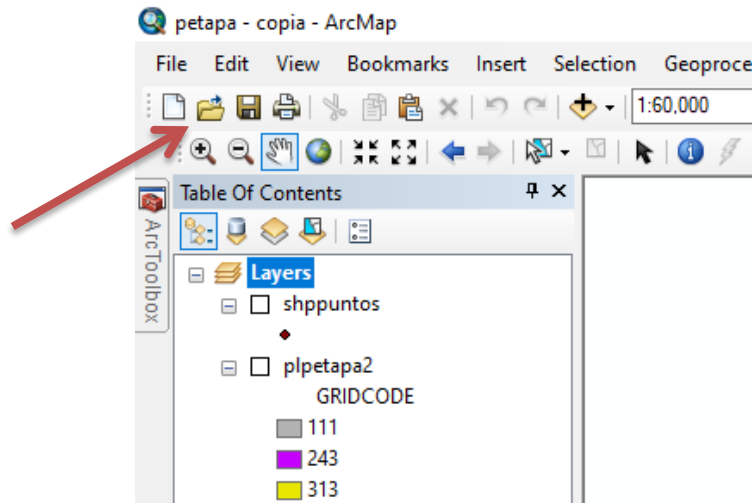 petapa - copia - ArcMap
File Edit View Bookmarks Insert Selection Geoproce
1:60,000
Table Of Contents
ArcToolbox
Layers
shppuntos
plpetapa2
GRIDCODE
111
243
313